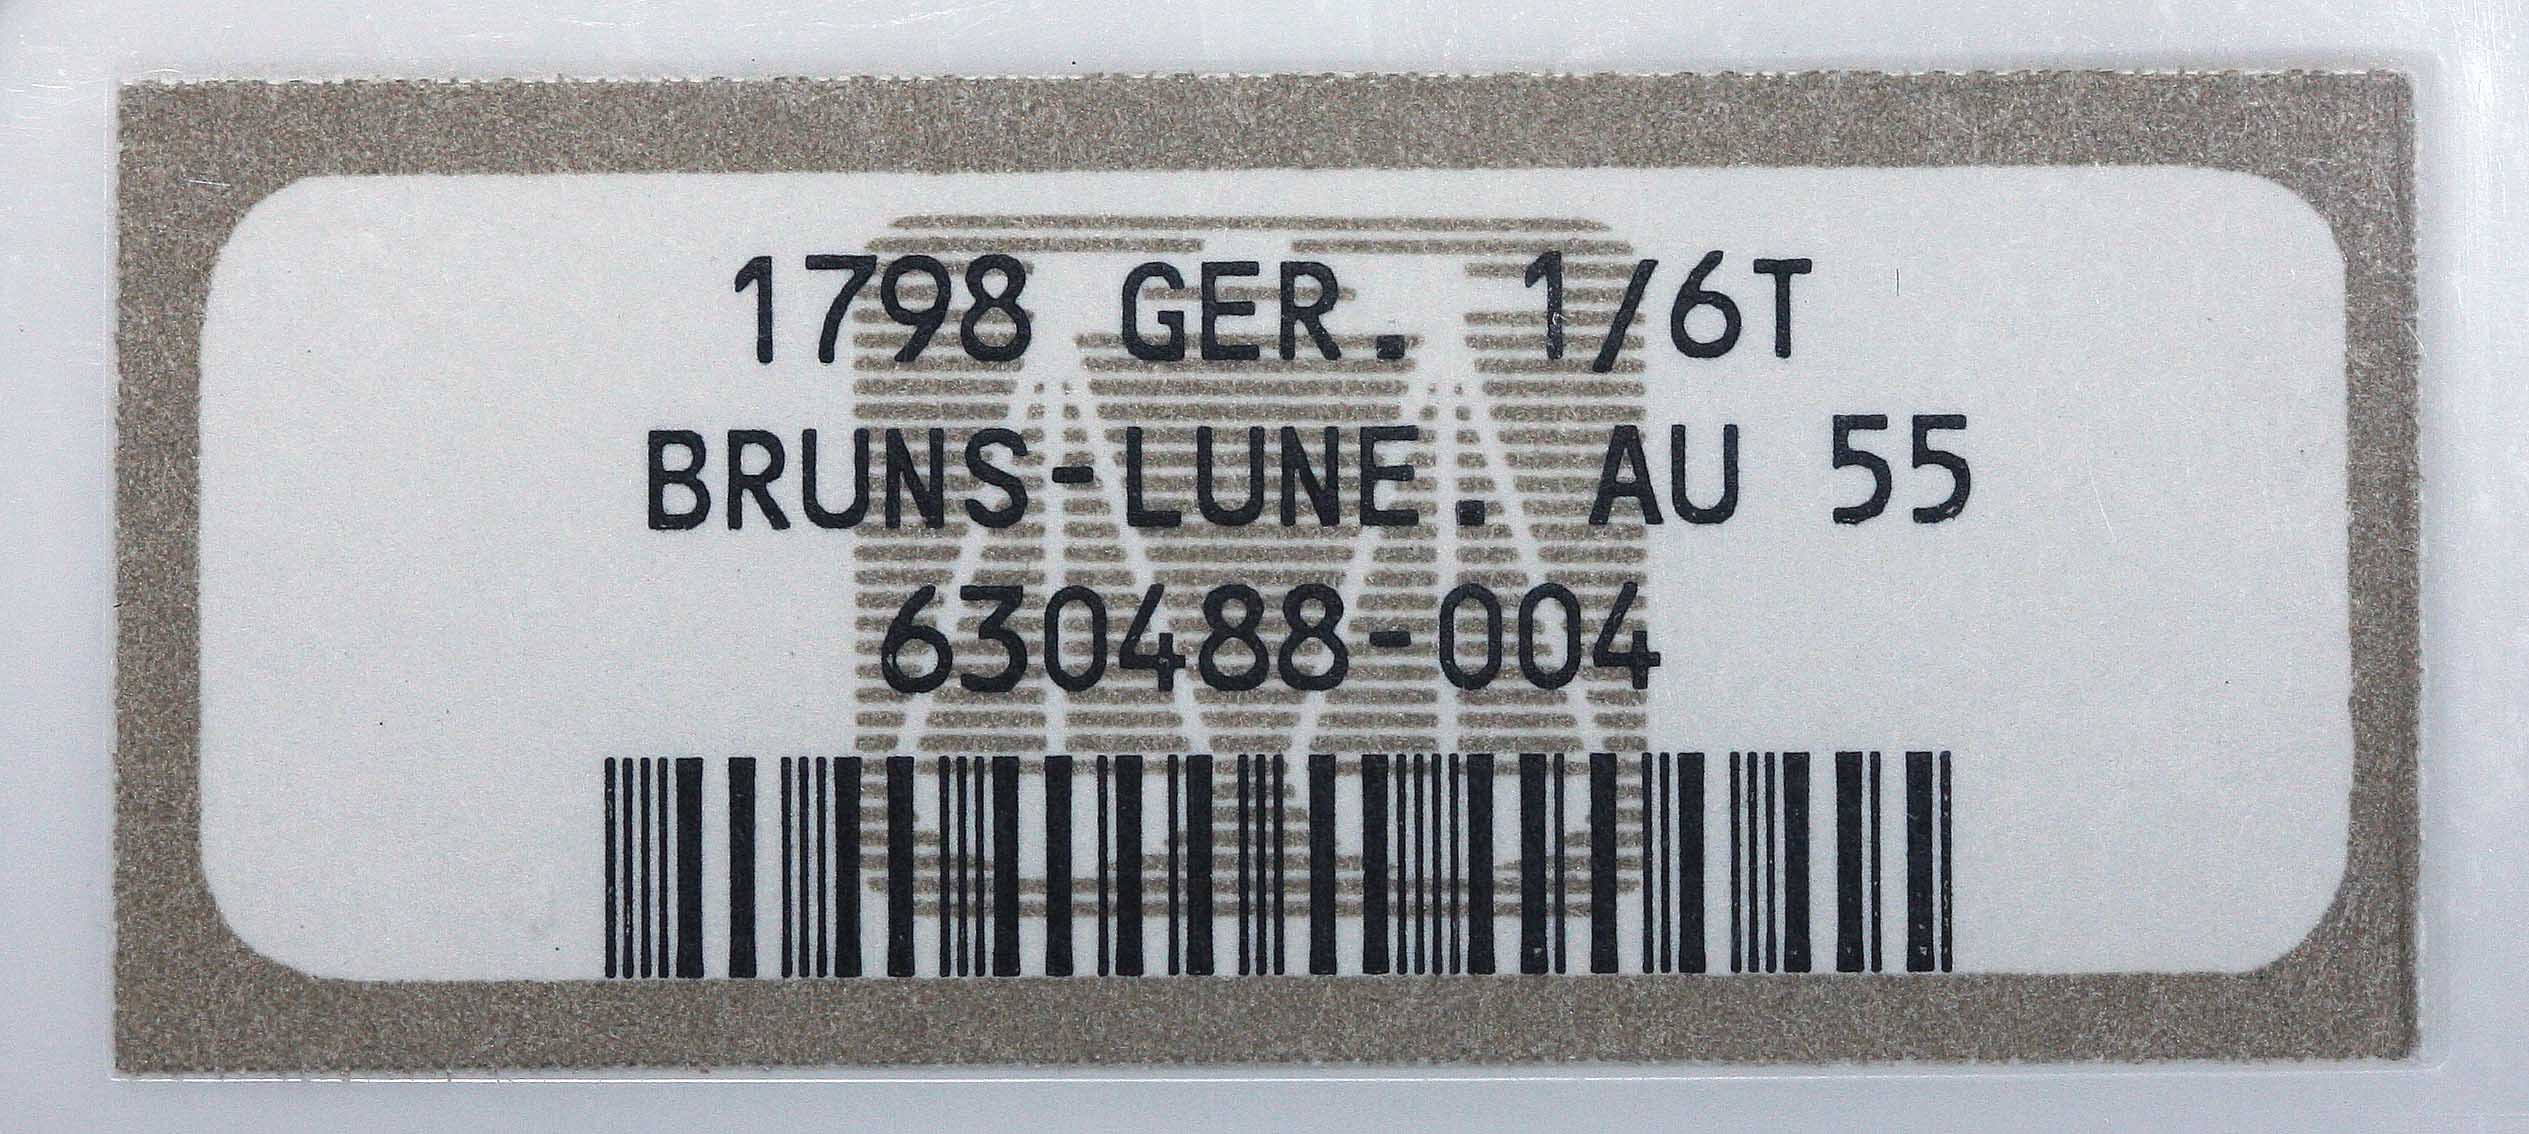 1798 GER. 1/6T
BRUNS-LUNE. AU 55
630488-004